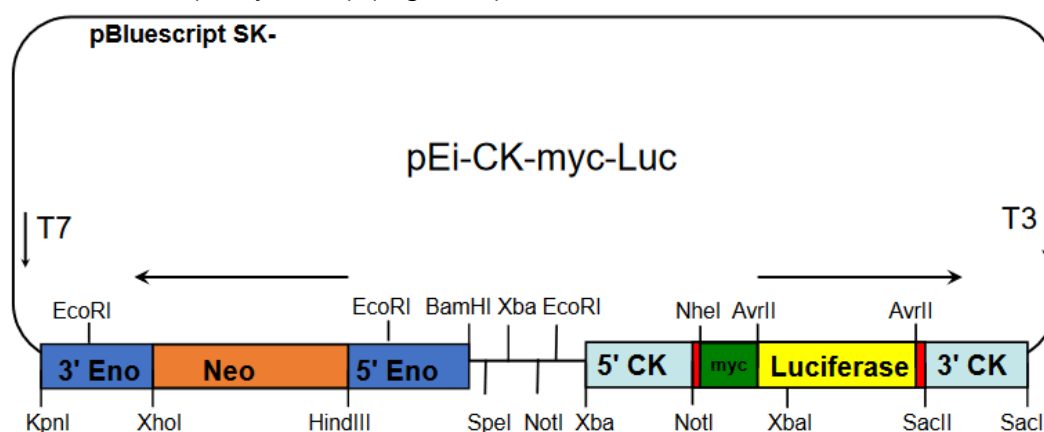 pBluescript SK-
pEi-CK-myc-Luc
T7
T3
EcoRI EcoRI BamHI Xba EcoRI NheI AvrII AvrII
3' Eno Neo 5' Eno 5' CK myc Luciferase 3' CK
KpnI XhoI HindIII SpeI NotI Xba NotI XbaI SacII SacI